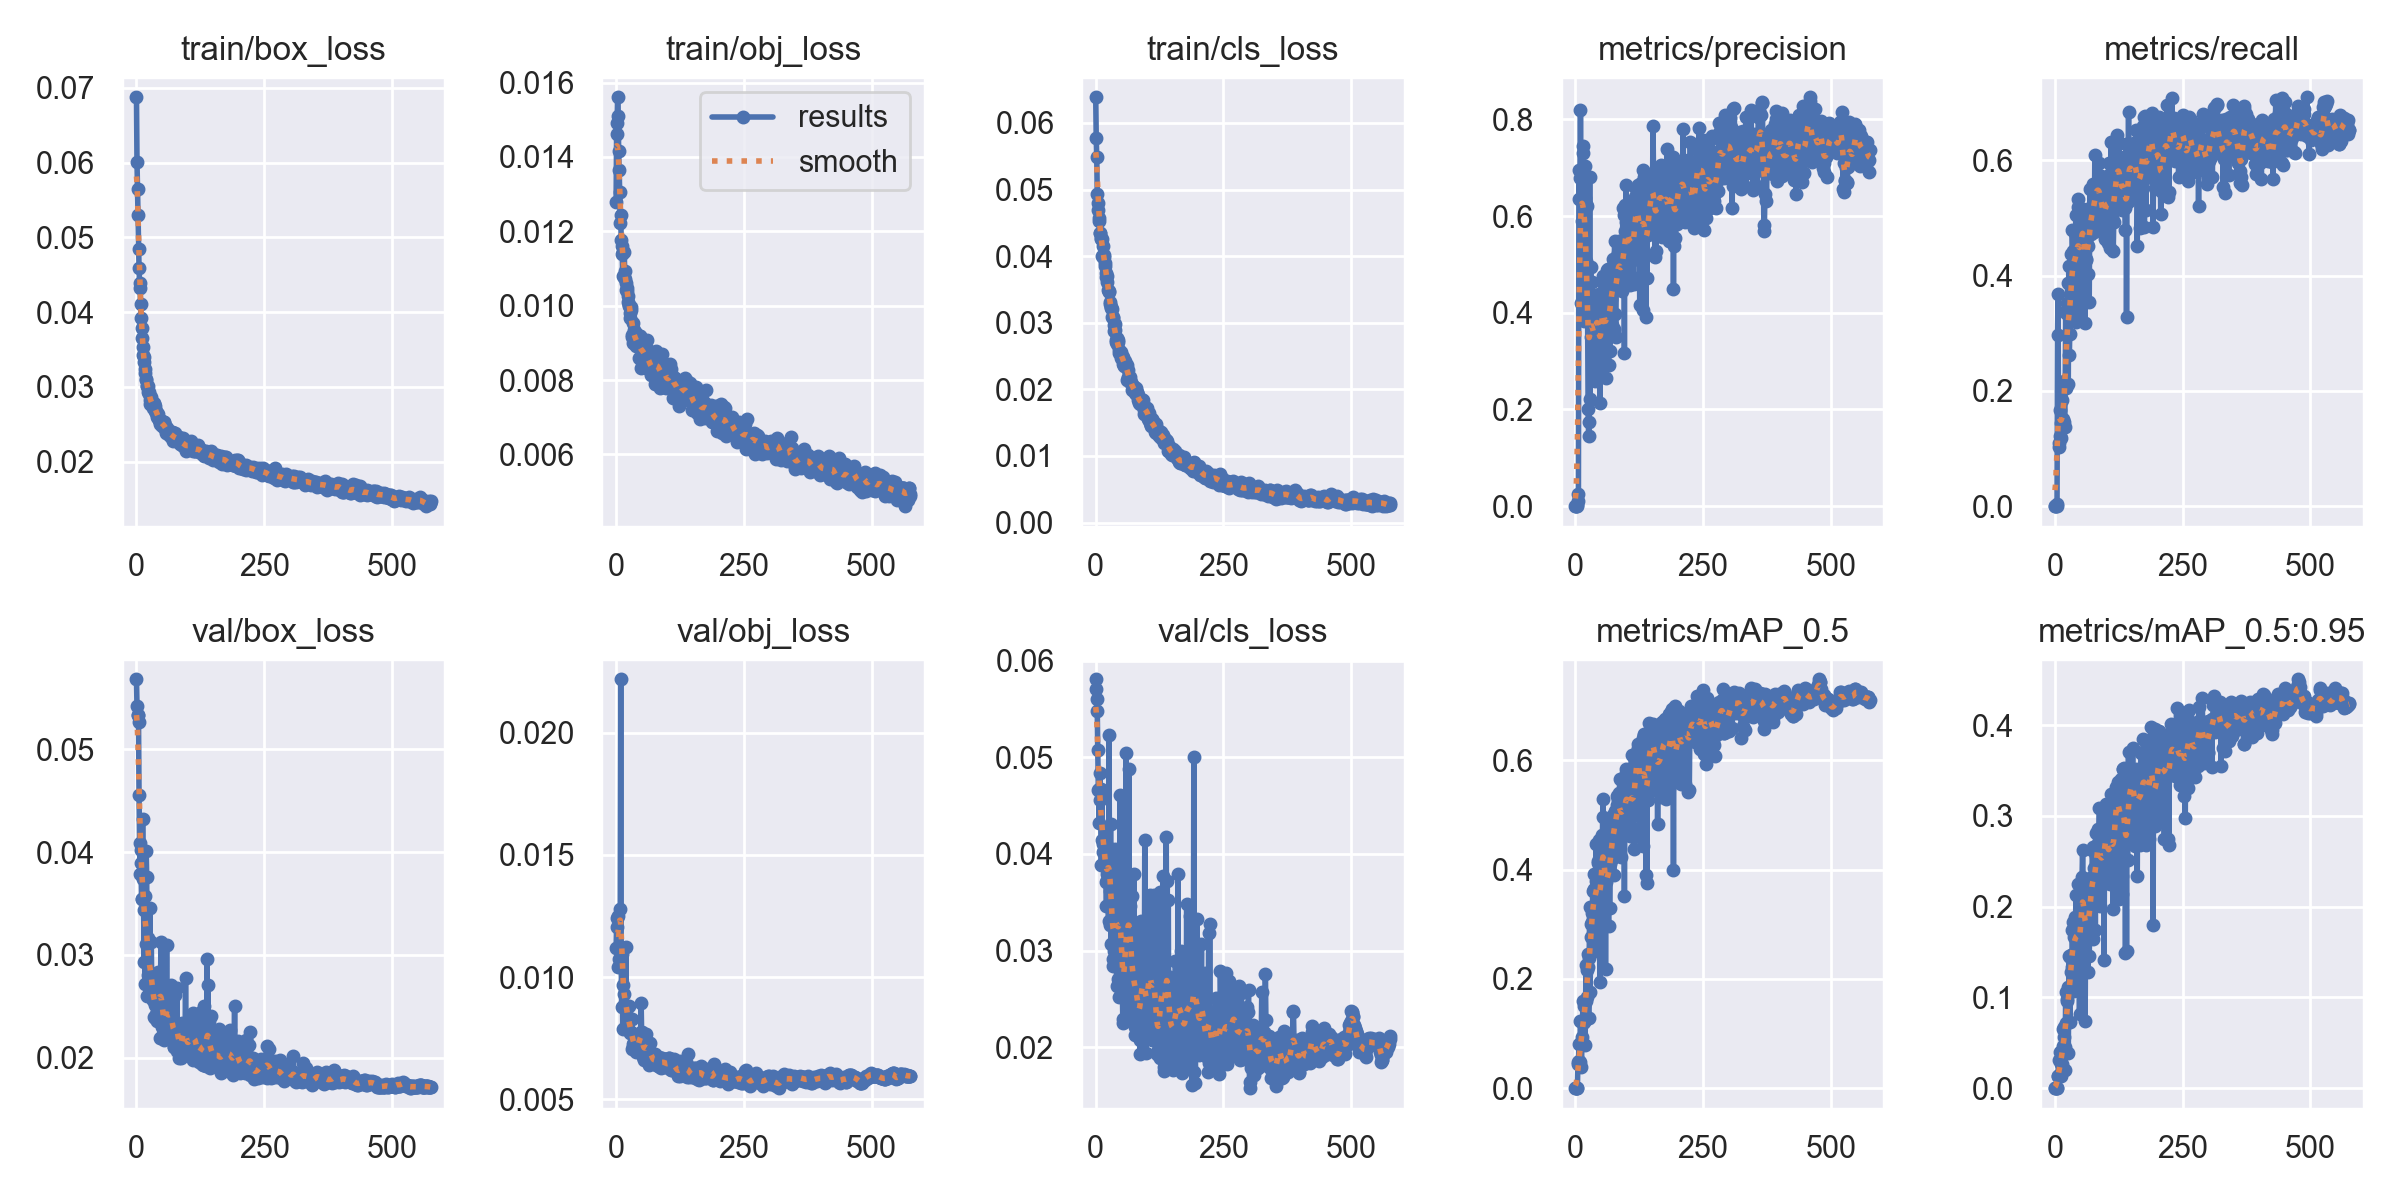 train/box_loss
train/obj_loss
train/cls_loss
metrics/precision
metrics/recall
0.07
0.06
0.05
0.04
0.03
0.02
0 250 500
0.016
0.014
0.012
0.010
0.008
0.006
results
smooth
0 250 500
0.06
0.05
0.04
0.03
0.02
0.01
0.00
0 250 500
0.8
0.6
0.4
0.2
0.0
0 250 500
0.6
0.4
0.2
0.0
0 250 500
val/box_loss
val/obj_loss
val/cls_loss
metrics/mAP_0.5
metrics/mAP_0.5:0.95
0.05
0.04
0.03
0.02
0 250 500
0.020
0.015
0.010
0.005
0 250 500
0.06
0.05
0.04
0.03
0.02
0 250 500
0.6
0.4
0.2
0.0
0 250 500
0.4
0.3
0.2
0.1
0.0
0 250 500